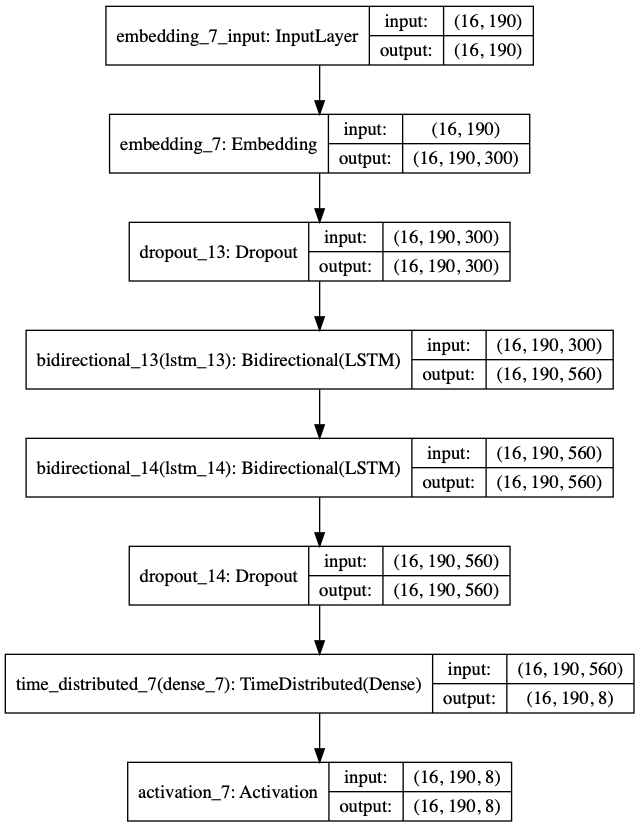 embedding_7_input: InputLayer
input: (16, 190)
output: (16, 190)
embedding_7: Embedding
input: (16, 190)
output: (16, 190, 300)
dropout_13: Dropout
input: (16, 190, 300)
output: (16, 190, 300)
bidirectional_13(lstm_13): Bidirectional(LSTM)
input: (16, 190, 300)
output: (16, 190, 560)
bidirectional_14(lstm_14): Bidirectional(LSTM)
input: (16, 190, 560)
output: (16, 190, 560)
dropout_14: Dropout
input: (16, 190, 560)
output: (16, 190, 560)
time_distributed_7(dense_7): TimeDistributed(Dense)
input: (16, 190, 560)
output: (16, 190, 8)
activation_7: Activation
input: (16, 190, 8)
output: (16, 190, 8)